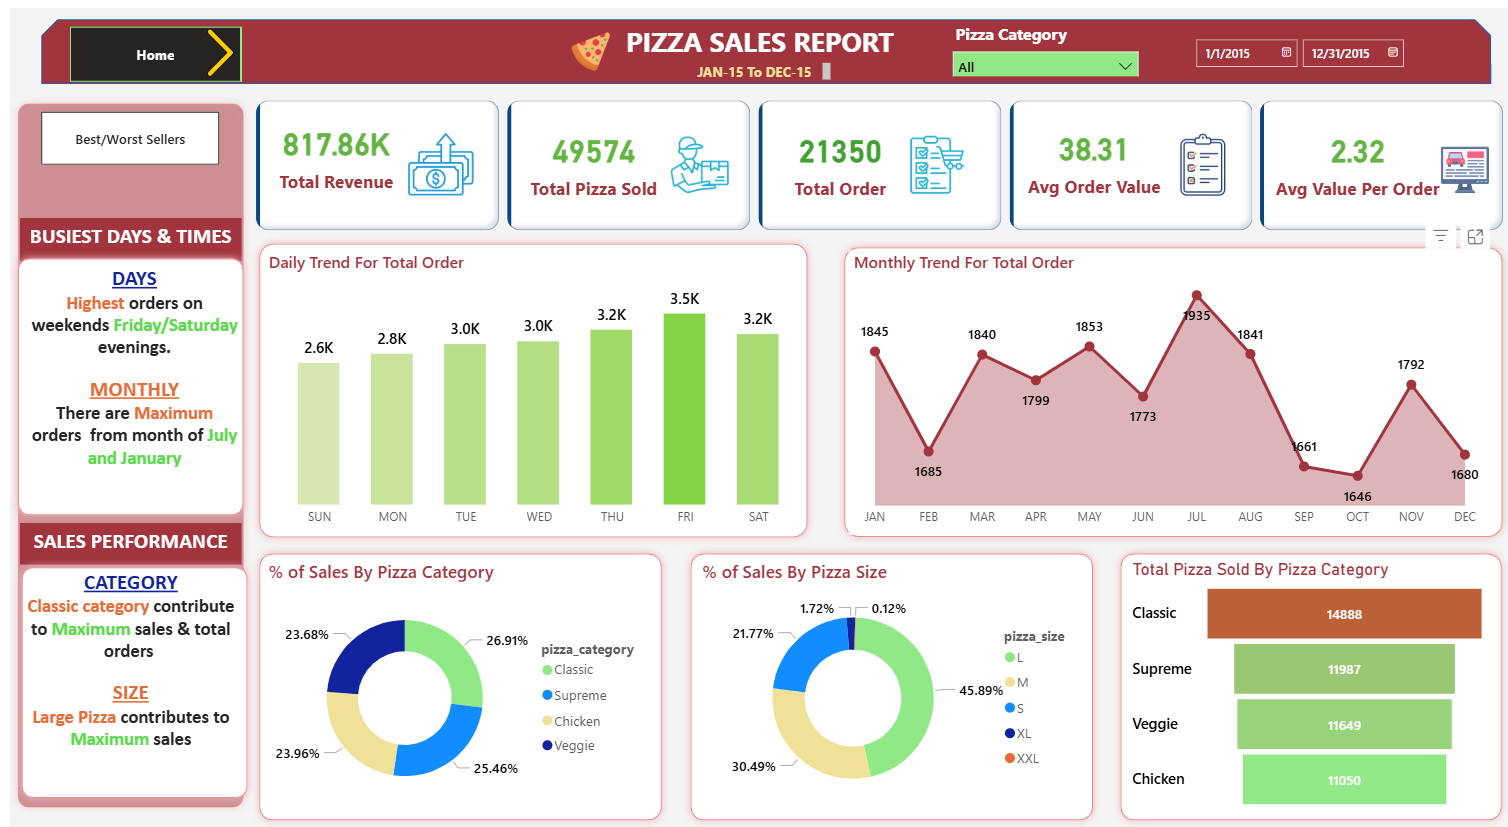 Home
PIZZA SALES REPORT
JAN-15 To DEC-15
Pizza Category
All
1/1/2015
12/31/2015
Best/Worst Sellers
817.86K
Total Revenue
49574
Total Pizza Sold
21350
Total Order
38.31
Avg Order Value
2.32
Avg Value Per Order
BUSIEST DAYS & TIMES
DAYS
Highest orders on
weekends Friday/Saturday
evenings.
MONTHLY
There are Maximum
orders from month of July
and January
SALES PERFORMANCE
CATEGORY
Classic category contribute
to Maximum sales & total
orders
SIZE
Large Pizza contributes to
Maximum sales
Daily Trend For Total Order
2.6K
2.8K
3.0K
3.0K
3.2K
3.5K
3.2K
SUN MON TUE WED THU FRI SAT
Monthly Trend For Total Order
1845
1685
1840
1799
1853
1773
1935
1841
1661
1646
1792
1680
JAN FEB MAR APR MAY JUN JUL AUG SEP OCT NOV DEC
% of Sales By Pizza Category
23.68%
26.91%
23.96%
25.46%
pizza_category
Classic
Supreme
Chicken
Veggie
% of Sales By Pizza Size
1.72%
0.12%
21.77%
45.89%
30.49%
pizza_size
L
M
S
XL
XXL
Total Pizza Sold By Pizza Category
Classic 14888
Supreme 11987
Veggie 11649
Chicken 11050